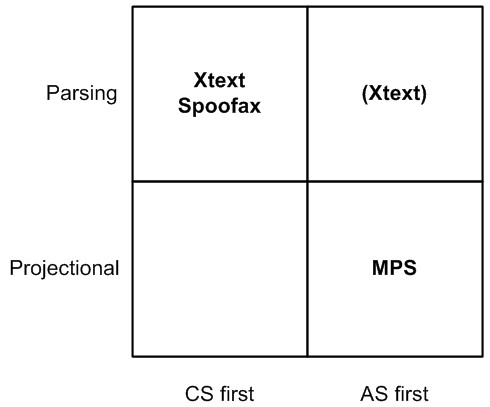 Parsing
Xtext
Spoofax
(Xtext)
Projectional
MPS
CS first
AS first